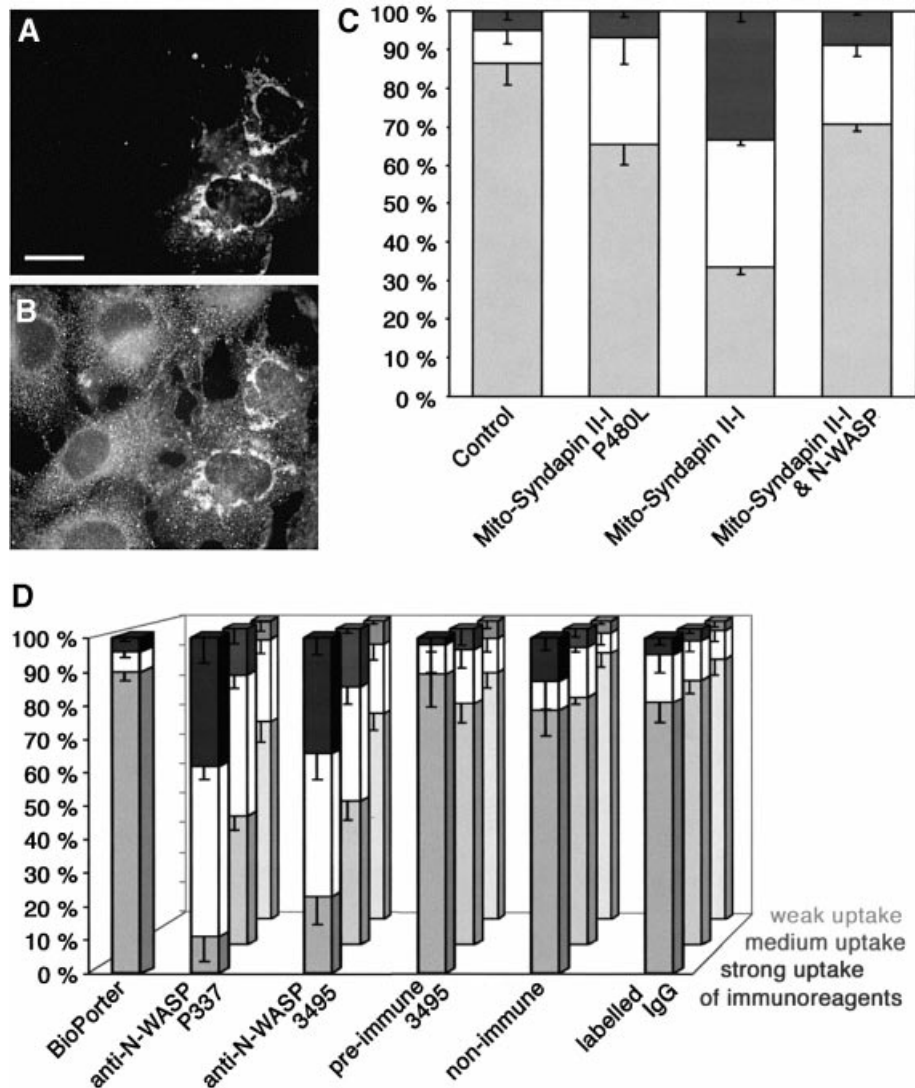 A
B
C
100 %
90 %
80 %
70 %
60 %
50 %
40 %
30 %
20 %
10 %
0 %
Control
Mito-Syndapin II-I
P480L
Mito-Syndapin II-I
Mito-Syndapin II-I
& N-WASP
D
100 %
90 %
80 %
70 %
60 %
50 %
40 %
30 %
20 %
10 %
0 %
weak uptake
medium uptake
strong uptake
of immunoreagents
BioPorter
anti-N-WASP
P337
anti-N-WASP
3495
pre-immune
3495
non-immune
labelled
IgG